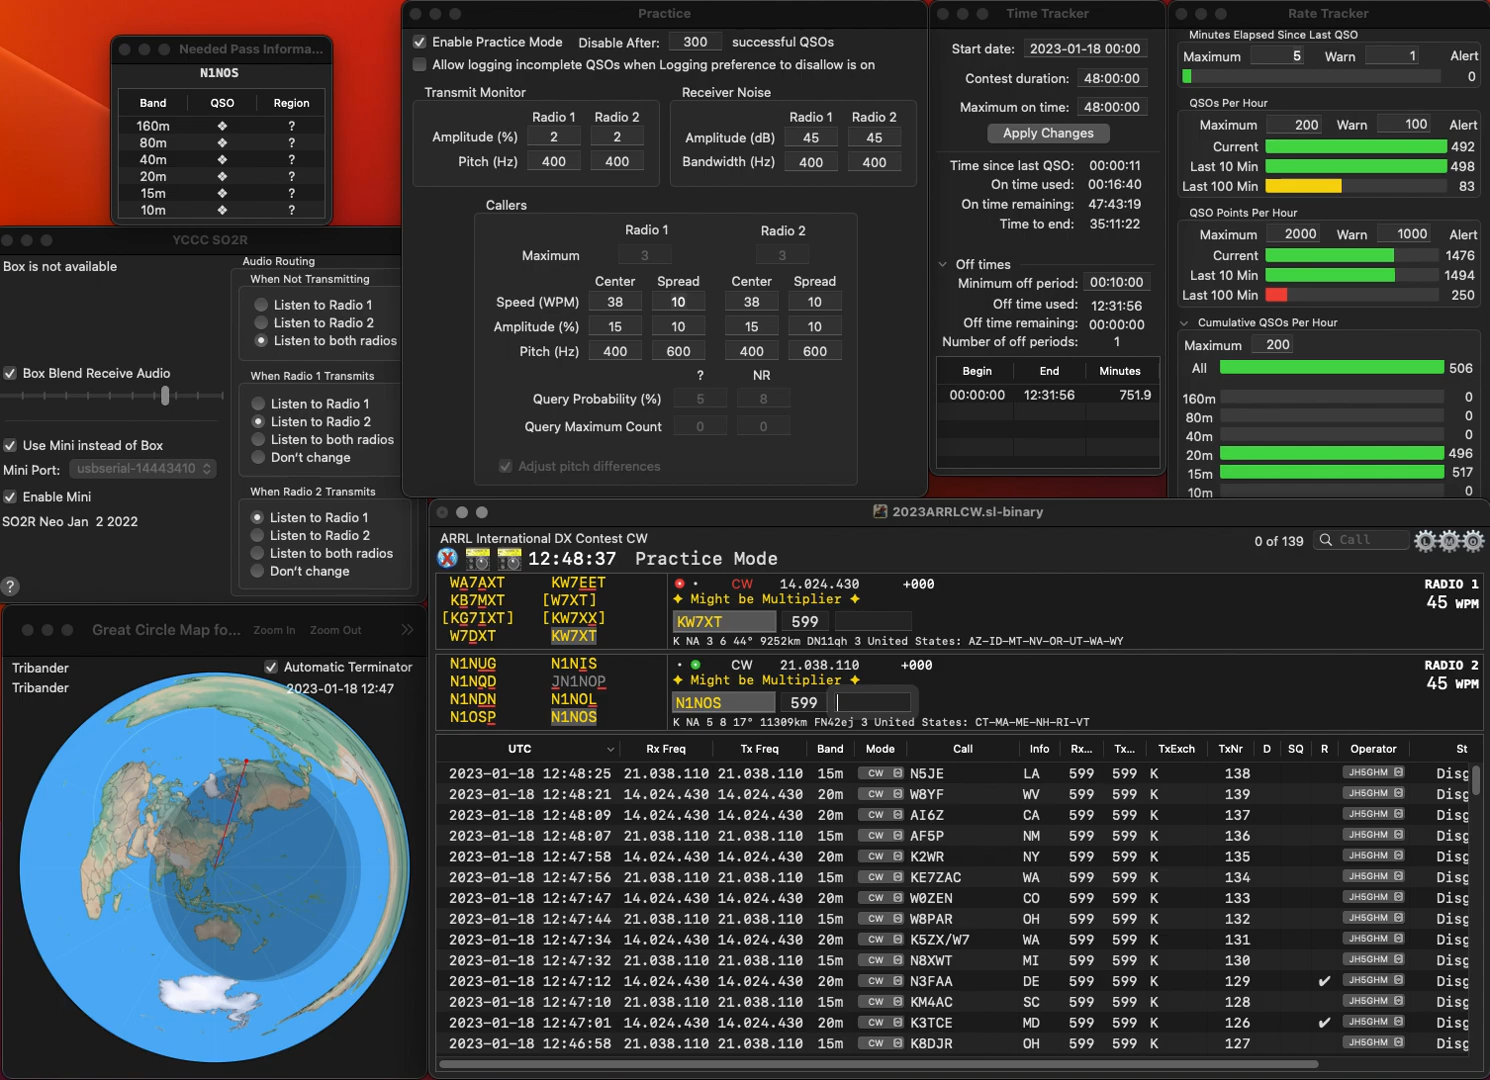 Needed Pass Informa...
N1NOS
Band QSO Region
160m ❖ ?
80m ❖ ?
40m ❖ ?
20m ❖ ?
15m ❖ ?
10m ❖ ?
YCCC SO2R
Box is not available
Box Blend Receive Audio
Use Mini instead of Box
Mini Port: usbserial-14443410
Enable Mini
SO2R Neo Jan 2 2022
?
Audio Routing
When Not Transmitting
Listen to Radio 1
Listen to Radio 2
Listen to both radios
When Radio 1 Transmits
Listen to Radio 1
Listen to Radio 2
Listen to both radios
Don't change
When Radio 2 Transmits
Listen to Radio 1
Listen to Radio 2
Listen to both radios
Don't change
Great Circle Map fo... Zoom In Zoom Out
Tribander
Tribander
Automatic Terminator
2023-01-18 12:47
Practice
Enable Practice Mode Disable After: 300 successful QSOs
Allow logging incomplete QSOs when Logging preference to disallow is on
Transmit Monitor
Radio 1 Radio 2
Amplitude (%) 2 2
Pitch (Hz) 400 400
Receiver Noise
Radio 1 Radio 2
Amplitude (dB) 45 45
Bandwidth (Hz) 400 400
Callers
Radio 1 Radio 2
Maximum 3 3
Center Spread Center Spread
Speed (WPM) 38 10 38 10
Amplitude (%) 15 10 15 10
Pitch (Hz) 400 600 400 600
? NR
Query Probability (%) 5 8
Query Maximum Count 0 0
Adjust pitch differences
Time Tracker
Start date: 2023-01-18 00:00
Contest duration: 48:00:00
Maximum on time: 48:00:00
Apply Changes
Time since last QSO: 00:00:11
On time used: 00:16:40
On time remaining: 47:43:19
Time to end: 35:11:22
Off times
Minimum off period: 00:10:00
Off time used: 12:31:56
Off time remaining: 00:00:00
Number of off periods: 1
Begin End Minutes
00:00:00 12:31:56 751.9
Rate Tracker
Minutes Elapsed Since Last QSO
Maximum 5 Warn 1 Alert
0
QSOs Per Hour
Maximum 200 Warn 100 Alert
Current 492
Last 10 Min 498
Last 100 Min 83
QSO Points Per Hour
Maximum 2000 Warn 1000 Alert
Current 1476
Last 10 Min 1494
Last 100 Min 250
Cumulative QSOs Per Hour
Maximum 200
All 506
160m 0
80m 0
40m 0
20m 496
15m 517
10m 0
2023ARRLCW.sl-binary
ARRL International DX Contest CW
12:48:37 Practice Mode
0 of 139 Call
WA7AXT KW7EET
KB7MXT [W7XT]
[KG7IXT] [KW7XX]
W7DXT KW7XT
CW 14.024.430 +000
✦ Might be Multiplier ✦
KW7XT 599
K NA 3 6 44° 9252km DN11qh 3 United States: AZ-ID-MT-NV-OR-UT-WA-WY
RADIO 1
45 WPM
N1NUG N1NIS
N1NQD JN1NOP
N1NDN N1NOL
N1OSP N1NOS
CW 21.038.110 +000
✦ Might be Multiplier ✦
N1NOS 599
K NA 5 8 17° 11309km FN42ej 3 United States: CT-MA-ME-NH-RI-VT
RADIO 2
45 WPM
UTC Rx Freq Tx Freq Band Mode Call Info Rx... Tx... TxExch TxNr D SQ R Operator St
2023-01-18 12:48:25 21.038.110 21.038.110 15m CW N5JE LA 599 599 K 138 JH5GHM Disg
2023-01-18 12:48:21 14.024.430 14.024.430 20m CW W8YF WV 599 599 K 139 JH5GHM Disg
2023-01-18 12:48:09 14.024.430 14.024.430 20m CW AI6Z CA 599 599 K 137 JH5GHM Disg
2023-01-18 12:48:07 21.038.110 21.038.110 15m CW AF5P NM 599 599 K 136 JH5GHM Disg
2023-01-18 12:47:58 14.024.430 14.024.430 20m CW K2WR NY 599 599 K 135 JH5GHM Disg
2023-01-18 12:47:56 21.038.110 21.038.110 15m CW KE7ZAC WA 599 599 K 134 JH5GHM Disg
2023-01-18 12:47:47 14.024.430 14.024.430 20m CW W0ZEN CO 599 599 K 133 JH5GHM Disg
2023-01-18 12:47:44 21.038.110 21.038.110 15m CW W8PAR OH 599 599 K 132 JH5GHM Disg
2023-01-18 12:47:34 14.024.430 14.024.430 20m CW K5ZX/W7 WA 599 599 K 131 JH5GHM Disg
2023-01-18 12:47:32 21.038.110 21.038.110 15m CW N8XWT MI 599 599 K 130 JH5GHM Disg
2023-01-18 12:47:12 14.024.430 14.024.430 20m CW N3FAA DE 599 599 K 129 ✔ JH5GHM Disg
2023-01-18 12:47:10 21.038.110 21.038.110 15m CW KM4AC SC 599 599 K 128 JH5GHM Disg
2023-01-18 12:47:01 14.024.430 14.024.430 20m CW K3TCE MD 599 599 K 126 ✔ JH5GHM Disg
2023-01-18 12:46:58 21.038.110 21.038.110 15m CW K8DJR OH 599 599 K 127 JH5GHM Disg